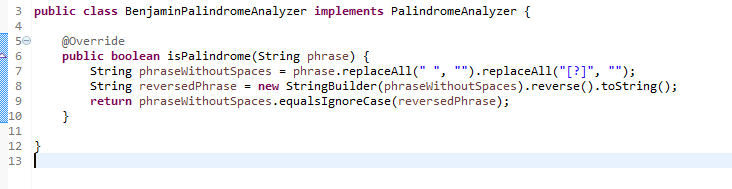 3 public class BenjaminPalindromeAnalyzer implements PalindromeAnalyzer {
4
5 @Override
6 public boolean isPalindrome(String phrase) {
7 String phraseWithoutSpaces = phrase.replaceAll(" ", "").replaceAll("[?]", "");
8 String reversedPhrase = new StringBuilder(phraseWithoutSpaces).reverse().toString();
9 return phraseWithoutSpaces.equalsIgnoreCase(reversedPhrase);
10 }
11
12 }
13